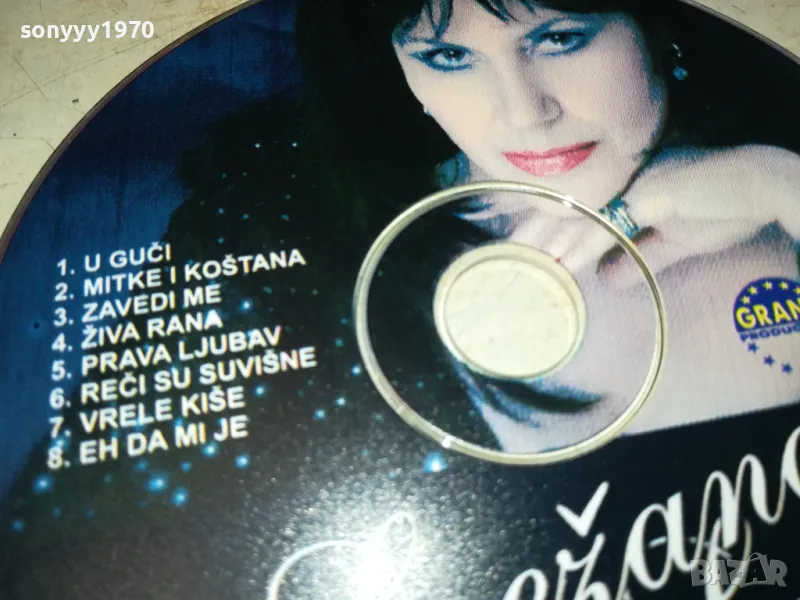 sonyyy1970
1. U GUČI
2. MITKE I KOŠTANA
3. ZAVEDI ME
4. ŽIVA RANA
5. PRAVA LJUBAV
6. REČI SU SUVIŠNE
7. VRELE KIŠE
8. EH DA MI JE
BAZAR